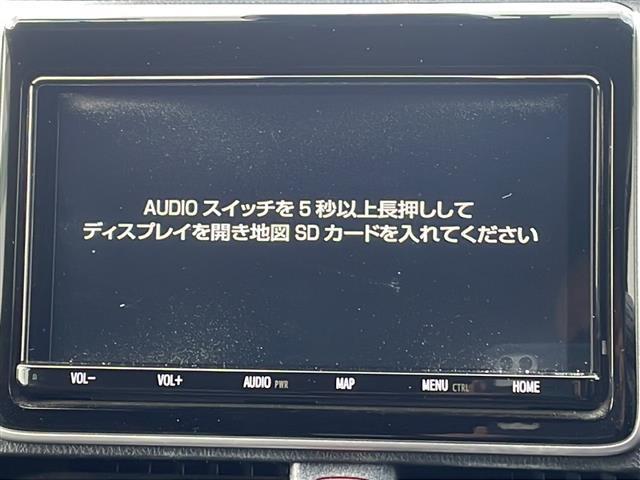 AUDIO スイッチを 5 秒以上長押しして
ディスプレイを開き地図 SD カードを入れてください
VOL− VOL+ AUDIO PWR MAP MENU CTRL HOME